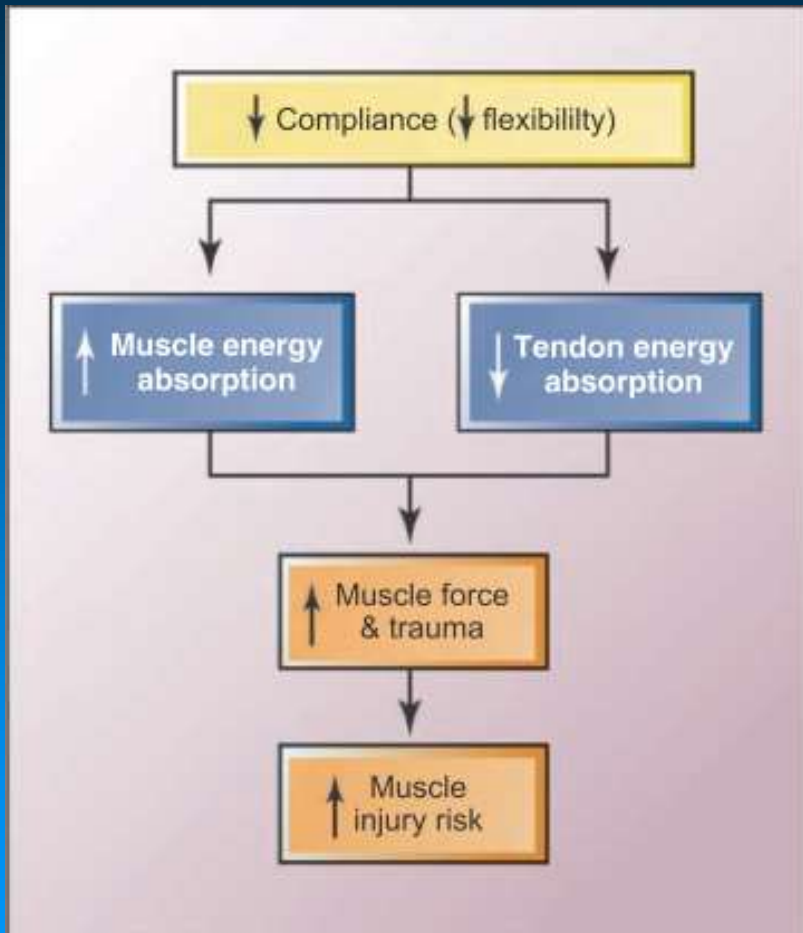 ↓ Compliance (↓ flexibililty)
↑ Muscle energy
absorption
↓ Tendon energy
absorption
↑ Muscle force
& trauma
↑ Muscle
injury risk